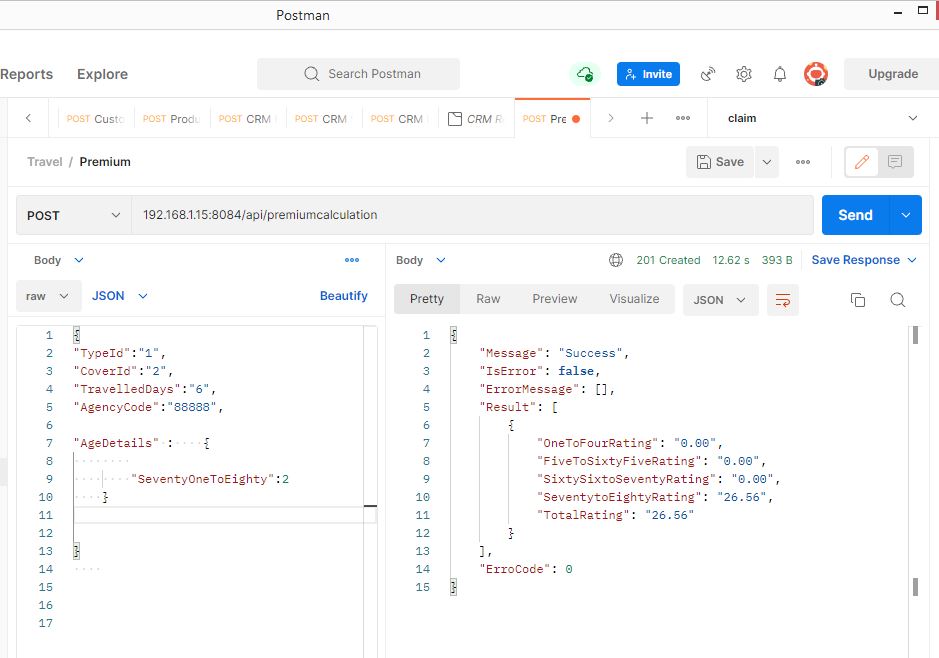 Postman
Reports Explore Search Postman Invite Upgrade
POST Custo POST Produ POST CRM POST CRM POST CRM CRM R POST Pre claim
Travel / Premium Save
POST 192.168.1.15:8084/api/premiumcalculation Send
Body Body 201 Created 12.62 s 393 B Save Response
raw JSON Beautify Pretty Raw Preview Visualize JSON
1 {
2 "TypeId":"1",
3 "CoverId":"2",
4 "TravelledDays":"6",
5 "AgencyCode":"88888",
6
7 "AgeDetails" : {
8
9 "SeventyOneToEighty":2
10 }
11
12
13 }
14
15
16
17
1 {
2 "Message": "Success",
3 "IsError": false,
4 "ErrorMessage": [],
5 "Result": [
6 {
7 "OneToFourRating": "0.00",
8 "FiveToSixtyFiveRating": "0.00",
9 "SixtySixtoSeventyRating": "0.00",
10 "SeventytoEightyRating": "26.56",
11 "TotalRating": "26.56"
12 }
13 ],
14 "ErroCode": 0
15 }